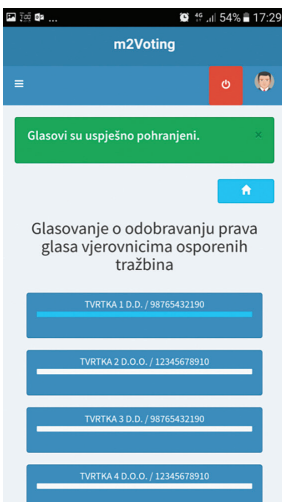 54% 17:29
m2Voting
Glasovi su uspješno pohranjeni. ×
Glasovanje o odobravanju prava
glasa vjerovnicima osporenih
tražbina
TVRTKA 1 D.D. / 98765432190
TVRTKA 2 D.O.O. / 12345678910
TVRTKA 3 D.D. / 98765432190
TVRTKA 4 D.O.O. / 12345678910